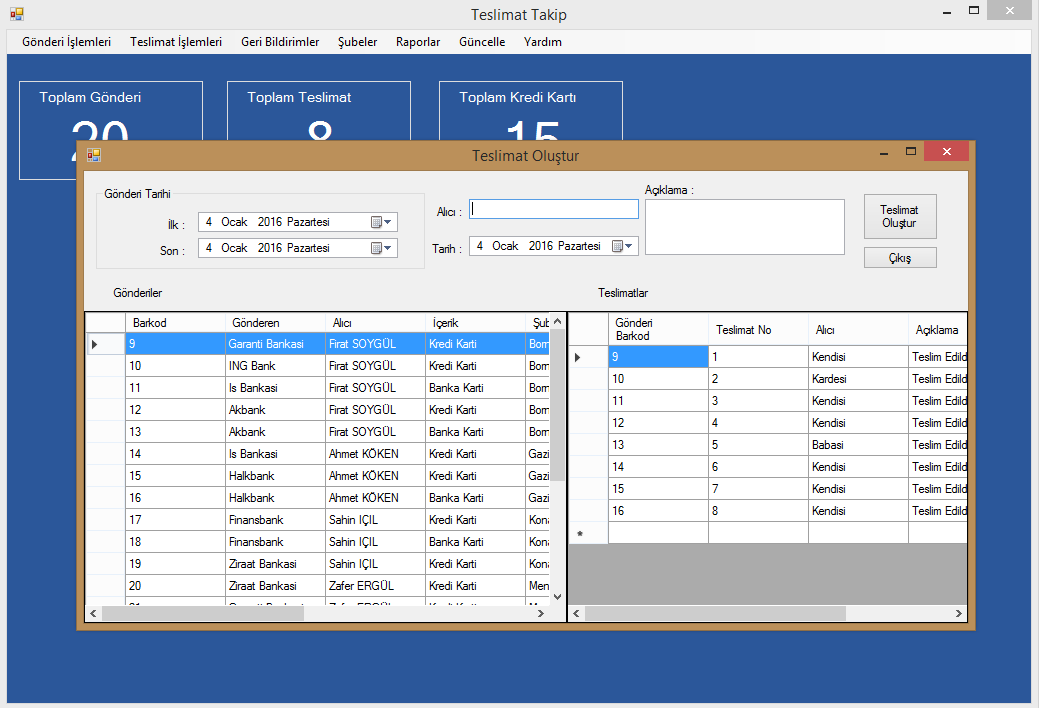 Teslimat Takip
Gönderi İşlemleri Teslimat İşlemleri Geri Bildirimler Şubeler Raporlar Güncelle Yardım
Toplam Gönderi Toplam Teslimat Toplam Kredi Kartı
20 8 15
Teslimat Oluştur
Gönderi Tarihi
İlk : 4 Ocak 2016 Pazartesi
Son : 4 Ocak 2016 Pazartesi
Alıcı :
Tarih : 4 Ocak 2016 Pazartesi
Açıklama :
Teslimat
Oluştur
Çıkış
Gönderiler
Barkod Gönderen Alıcı İçerik Şub
9 Garanti Bankasi Firat SOYGÜL Kredi Karti Bom
10 ING Bank Firat SOYGÜL Kredi Karti Bom
11 Is Bankasi Firat SOYGÜL Banka Karti Bom
12 Akbank Firat SOYGÜL Kredi Karti Bom
13 Akbank Firat SOYGÜL Banka Karti Bom
14 Is Bankasi Ahmet KÖKEN Kredi Karti Gazi
15 Halkbank Ahmet KÖKEN Kredi Karti Gazi
16 Halkbank Ahmet KÖKEN Banka Karti Gazi
17 Finansbank Sahin IÇIL Kredi Karti Kona
18 Finansbank Sahin IÇIL Banka Karti Kona
19 Ziraat Bankasi Sahin IÇIL Kredi Karti Kona
20 Ziraat Bankasi Zafer ERGÜL Kredi Karti Men
Teslimatlar
Gönderi
Barkod Teslimat No Alıcı Açıklama
9 1 Kendisi Teslim Edild
10 2 Kardesi Teslim Edild
11 3 Kendisi Teslim Edild
12 4 Kendisi Teslim Edild
13 5 Babasi Teslim Edild
14 6 Kendisi Teslim Edild
15 7 Kendisi Teslim Edild
16 8 Kendisi Teslim Edild